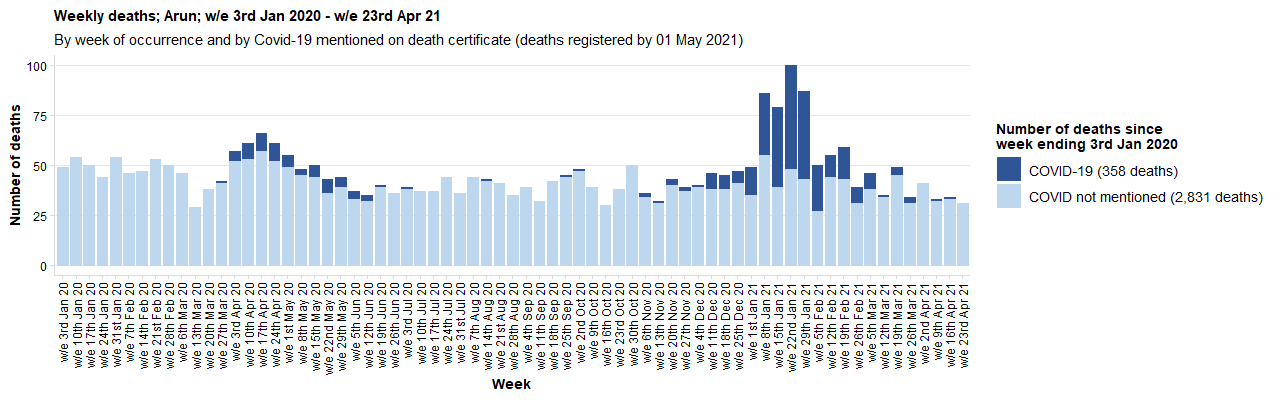 Weekly deaths; Arun; w/e 3rd Jan 2020 - w/e 23rd Apr 21
By week of occurrence and by Covid-19 mentioned on death certificate (deaths registered by 01 May 2021)
Number of deaths
100
75
50
25
0
w/e 3rd Jan 20
w/e 10th Jan 20
w/e 17th Jan 20
w/e 24th Jan 20
w/e 31st Jan 20
w/e 7th Feb 20
w/e 14th Feb 20
w/e 21st Feb 20
w/e 28th Feb 20
w/e 6th Mar 20
w/e 13th Mar 20
w/e 20th Mar 20
w/e 27th Mar 20
w/e 3rd Apr 20
w/e 10th Apr 20
w/e 17th Apr 20
w/e 24th Apr 20
w/e 1st May 20
w/e 8th May 20
w/e 15th May 20
w/e 22nd May 20
w/e 29th May 20
w/e 5th Jun 20
w/e 12th Jun 20
w/e 19th Jun 20
w/e 26th Jun 20
w/e 3rd Jul 20
w/e 10th Jul 20
w/e 17th Jul 20
w/e 24th Jul 20
w/e 31st Jul 20
w/e 7th Aug 20
w/e 14th Aug 20
w/e 21st Aug 20
w/e 28th Aug 20
w/e 4th Sep 20
w/e 11th Sep 20
w/e 18th Sep 20
w/e 25th Sep 20
w/e 2nd Oct 20
w/e 9th Oct 20
w/e 16th Oct 20
w/e 23rd Oct 20
w/e 30th Oct 20
w/e 6th Nov 20
w/e 13th Nov 20
w/e 20th Nov 20
w/e 27th Nov 20
w/e 4th Dec 20
w/e 11th Dec 20
w/e 18th Dec 20
w/e 25th Dec 20
w/e 1st Jan 21
w/e 8th Jan 21
w/e 15th Jan 21
w/e 22nd Jan 21
w/e 29th Jan 21
w/e 5th Feb 21
w/e 12th Feb 21
w/e 19th Feb 21
w/e 26th Feb 21
w/e 5th Mar 21
w/e 12th Mar 21
w/e 19th Mar 21
w/e 26th Mar 21
w/e 2nd Apr 21
w/e 9th Apr 21
w/e 16th Apr 21
w/e 23rd Apr 21
Week
Number of deaths since
week ending 3rd Jan 2020
COVID-19 (358 deaths)
COVID not mentioned (2,831 deaths)